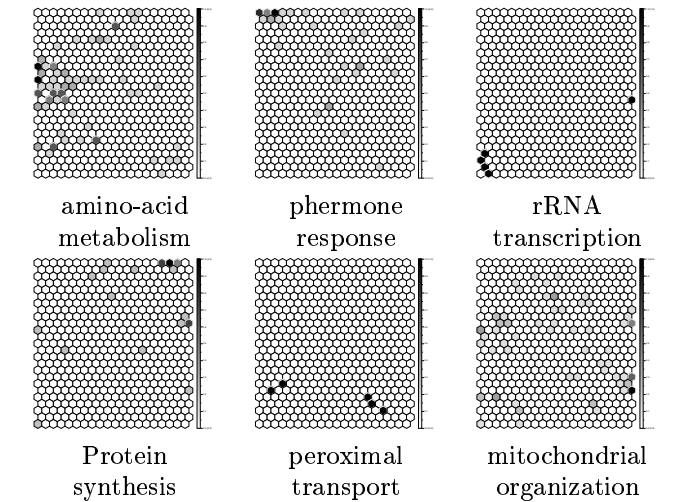 amino-acid
metabolism
phermone
response
rRNA
transcription
Protein
synthesis
peroximal
transport
mitochondrial
organization